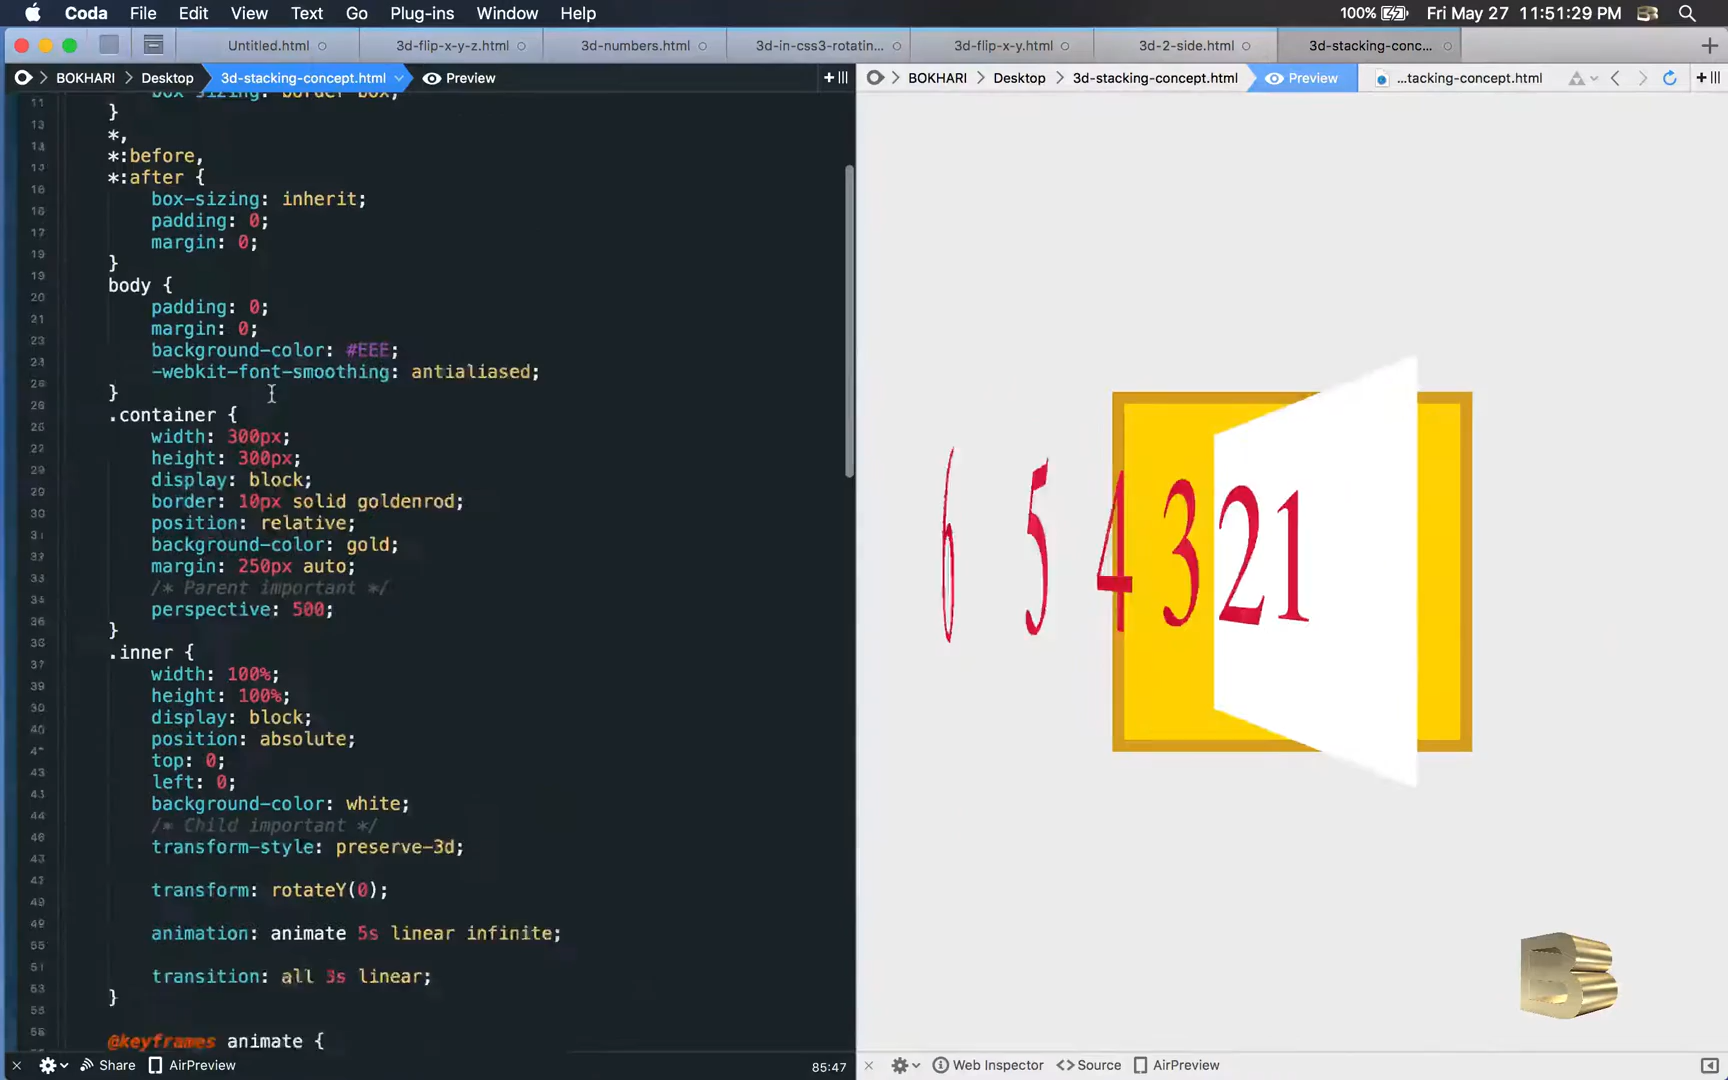 Coda File Edit View Text Go Plug-ins Window Help
100% Fri May 27 11:51:29 PM
Untitled.html 3d-flip-x-y-z.html 3d-numbers.html 3d-in-css3-rotatin... 3d-flip-x-y.html 3d-2-side.html 3d-stacking-conc...
BOKHARI Desktop 3d-stacking-concept.html Preview
BOKHARI Desktop 3d-stacking-concept.html Preview ...tacking-concept.html
box-sizing: border-box;
}
*,
*:before,
*:after {
box-sizing: inherit;
padding: 0;
margin: 0;
}
body {
padding: 0;
margin: 0;
background-color: #EEE;
-webkit-font-smoothing: antialiased;
}
.container {
width: 300px;
height: 300px;
display: block;
border: 10px solid goldenrod;
position: relative;
background-color: gold;
margin: 250px auto;
/* Parent important */
perspective: 500;
}
.inner {
width: 100%;
height: 100%;
display: block;
position: absolute;
top: 0;
left: 0;
background-color: white;
/* Child important */
transform-style: preserve-3d;
transform: rotateY(0);
animation: animate 5s linear infinite;
transition: all 3s linear;
}
@keyframes animate {
6 5 4 3 2 1
B
Share AirPreview 85:47
Web Inspector Source AirPreview